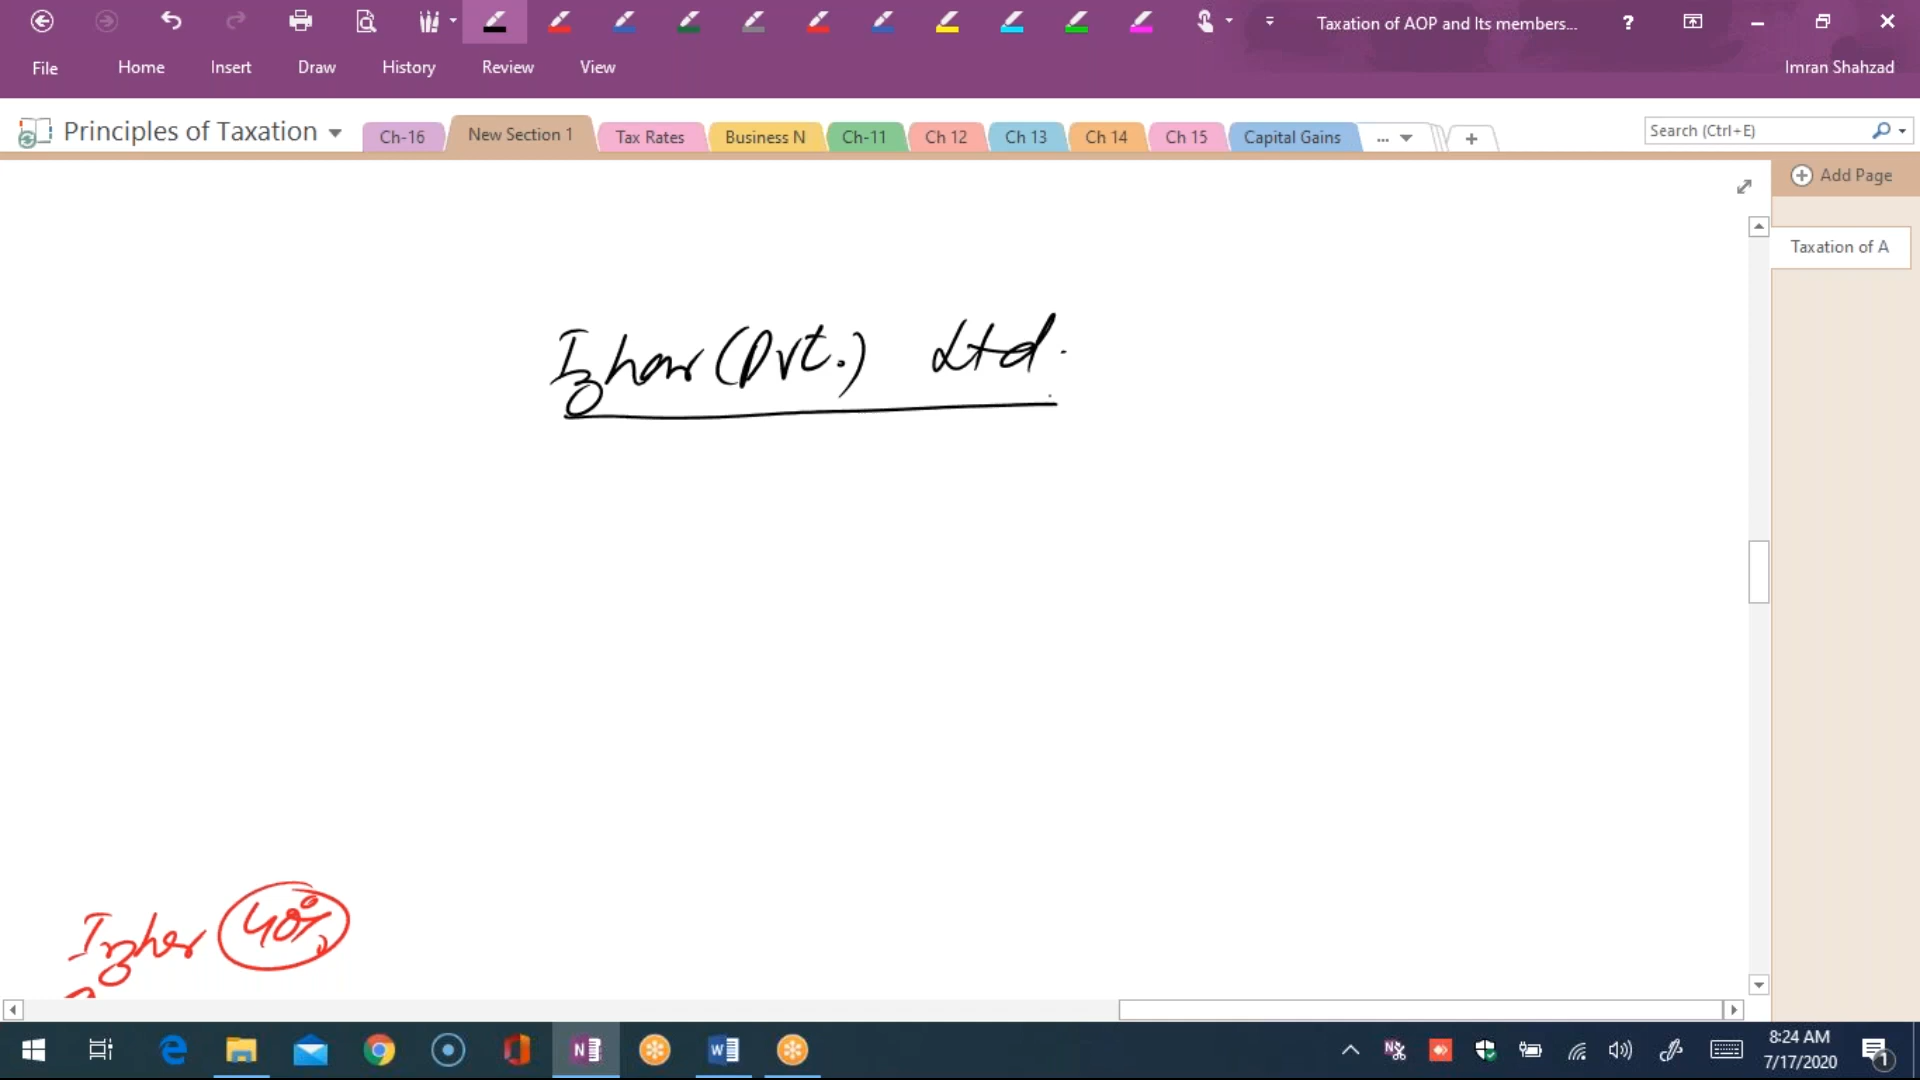 Taxation of AOP and Its members...
?
File
Home
Insert
Draw
History
Review
View
Imran Shahzad
Principles of Taxation
Ch-16
New Section 1
Tax Rates
Business N
Ch-11
Ch 12
Ch 13
Ch 14
Ch 15
Capital Gains
...
Search (Ctrl+E)
Add Page
Taxation of A
Izhar (Pvt.) Ltd.
Izhar 40%
8:24 AM
7/17/2020
1